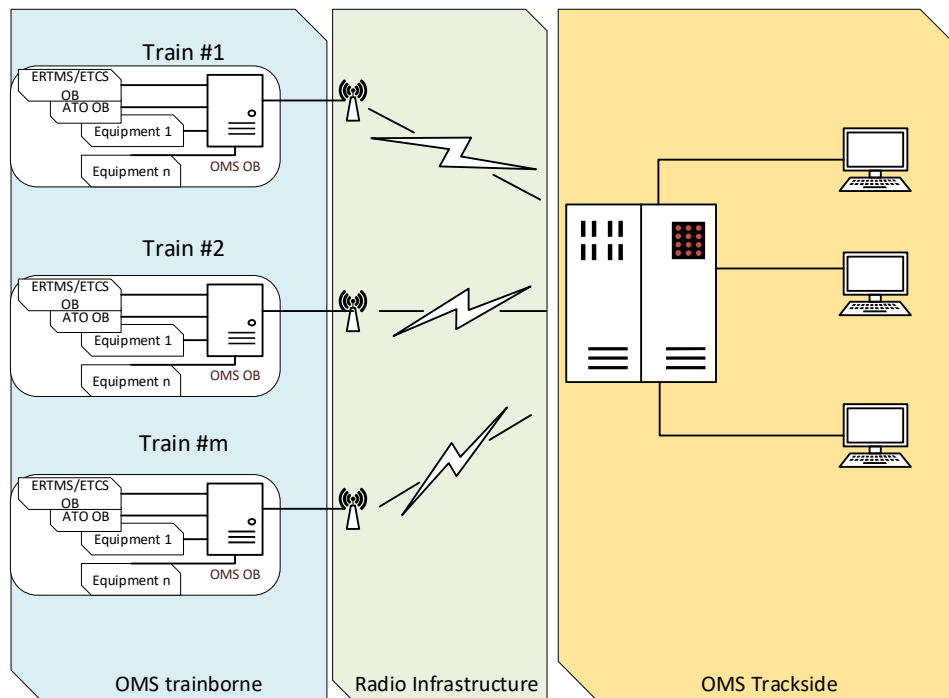 Train #1
ERTMS/ETCS
OB
ATO OB
Equipment 1
Equipment n
OMS OB
Train #2
ERTMS/ETCS
OB
ATO OB
Equipment 1
Equipment n
OMS OB
Train #m
ERTMS/ETCS
OB
ATO OB
Equipment 1
Equipment n
OMS OB
OMS trainborne
Radio Infrastructure
OMS Trackside